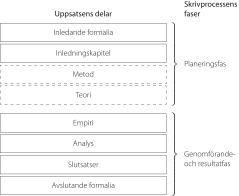 Uppsatsens delar
Skrivprocessens
faser
Inledande formalia
Inledningskapitel
Metod
Teori
Planeringsfas
Empiri
Analys
Slutsatser
Avslutande formalia
Genomförande-
och resultatfas